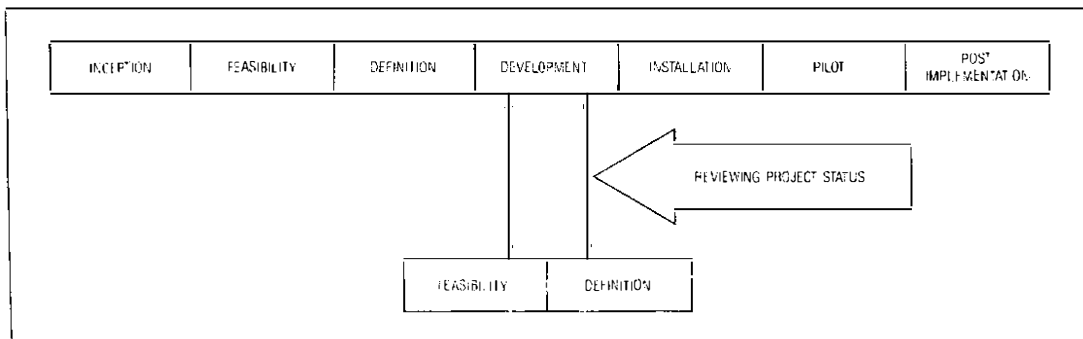 INCEPTION
FEASIBILITY
DEFINITION
DEVELOPMENT
INSTALLATION
PILOT
POST
IMPLEMENTATION
REVIEWING PROJECT STATUS
FEASIBILITY
DEFINITION